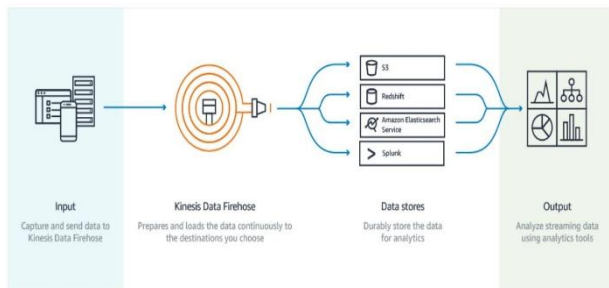 S3
Redshift
Amazon Elasticsearch
Service
Splunk
Input
Capture and send data to
Kinesis Data Firehose
Kinesis Data Firehose
Prepares and loads the data continuously to
the destinations you choose
Data stores
Durably store the data
for analytics
Output
Analyze streaming data
using analytics tools